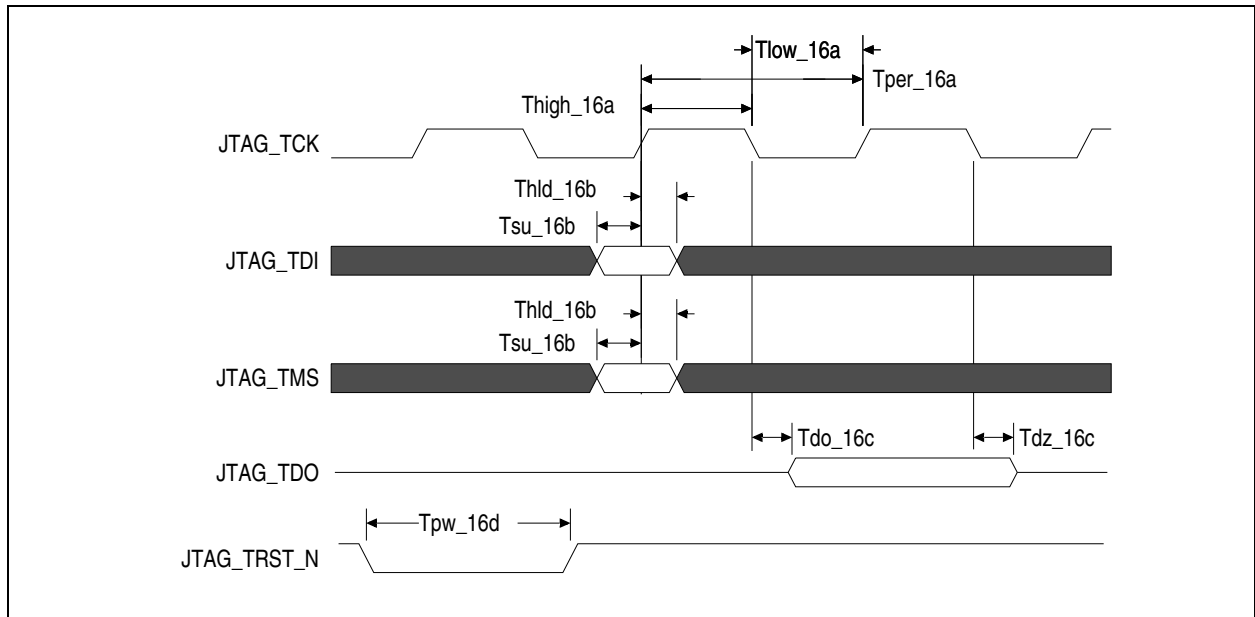 Tlow_16a
Tper_16a
Thigh_16a
JTAG_TCK
Thld_16b
Tsu_16b
JTAG_TDI
Thld_16b
Tsu_16b
JTAG_TMS
Tdo_16c
Tdz_16c
JTAG_TDO
Tpw_16d
JTAG_TRST_N